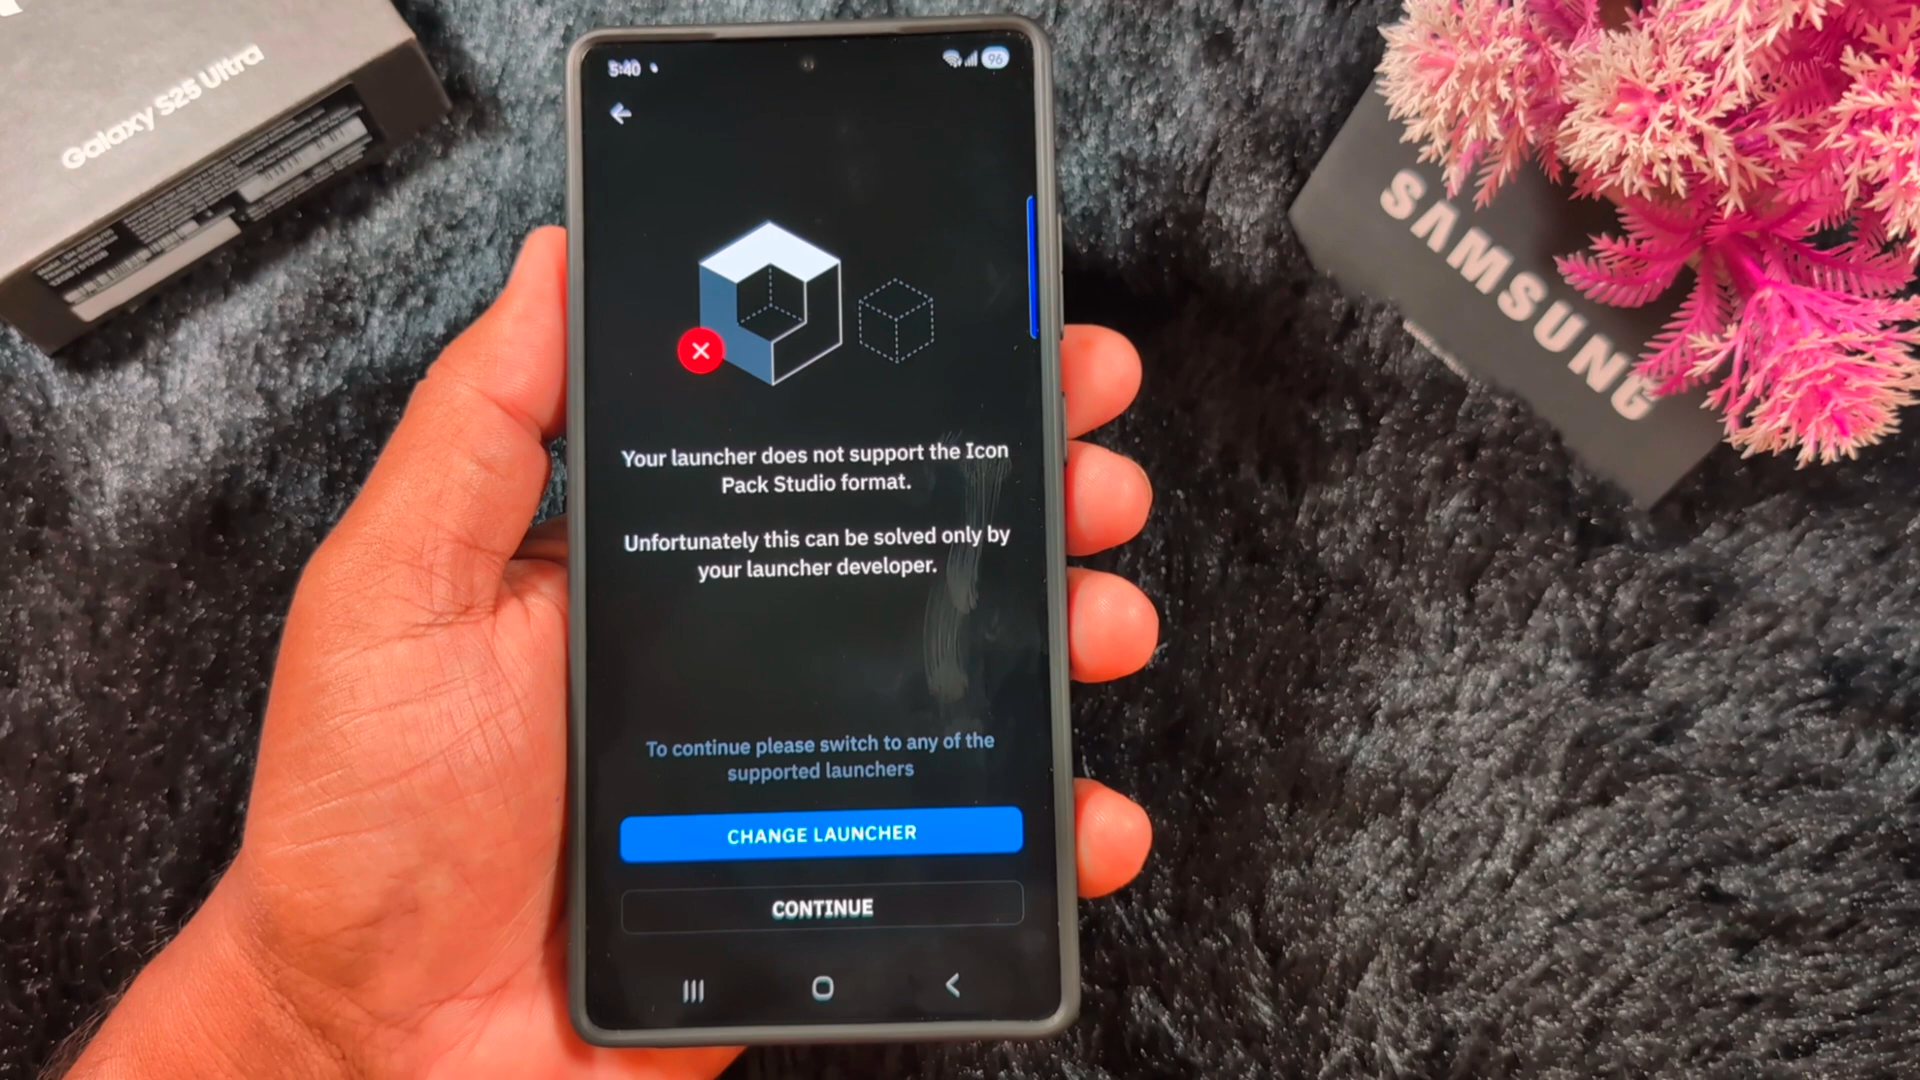 Galaxy S25 Ultra
5:40
96
Your launcher does not support the Icon
Pack Studio format.
Unfortunately this can be solved only by
your launcher developer.
To continue please switch to any of the
supported launchers
CHANGE LAUNCHER
CONTINUE
SAMSUNG